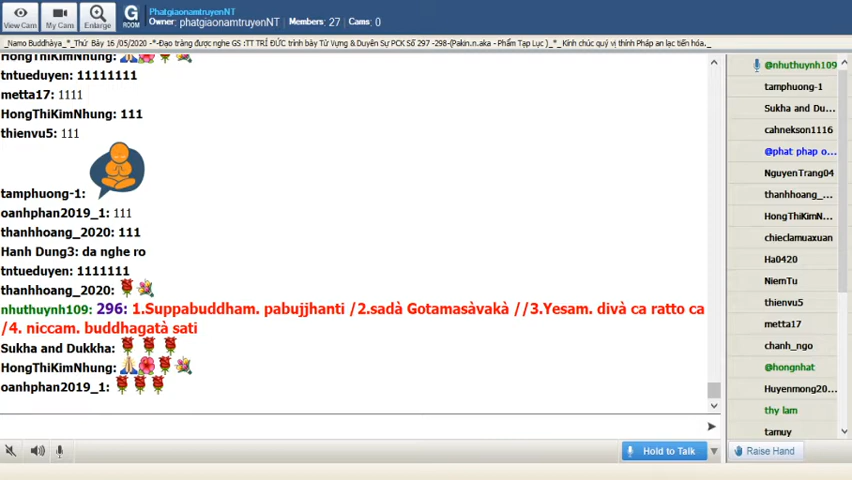 View Cam
My Cam
Enlarge
G
ROOM
PhatgiaonamtruyenNT
Owner: phatgiaonamtruyenNT Members: 27 Cams: 0
_Namo Buddhàya_*_Thứ Bảy 16 /05/2020 -*-Đạo tràng được nghe GS :TT TRÍ ĐỨC trình bày Từ Vựng & Duyên Sự PCK Số 297 -298-(Pakin.n.aka - Phẩm Tạp Lục )_*_ Kính chúc quý vị thính Pháp an lạc tiến hóa._
HongThiKimNhung:
tntueduyen: 11111111
metta17: 1111
HongThiKimNhung: 111
thienvu5: 111
tamphuong-1:
oanhphan2019_1: 111
thanhhoang_2020: 111
Hanh Dung3: da nghe ro
tntueduyen: 1111111
thanhhoang_2020:
nhuthuynh109: 296: 1.Suppabuddham. pabujjhanti /2.sadà Gotamasàvakà //3.Yesam. divà ca ratto ca
/4. niccam. buddhagatà sati
Sukha and Dukkha:
HongThiKimNhung:
oanhphan2019_1:
Hold to Talk
@nhuthuynh109
tamphuong-1
Sukha and Du...
cahnekson1116
@phat phap o...
NguyenTrang04
thanhhoang_...
HongThiKimN...
chieclamuaxuan
Ha0420
NiemTu
thienvu5
metta17
chanh_ngo
@hongnhat
Huyenmong20...
thy lam
tamuy
Raise Hand